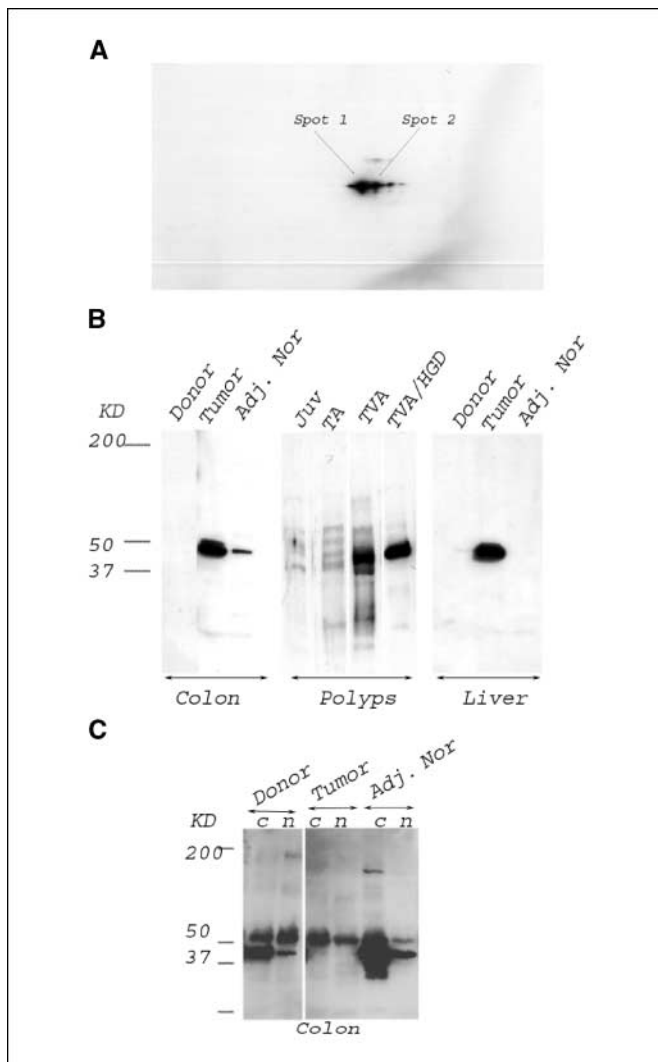 A
Spot 1 Spot 2
B
KD Donor Tumor Adj. Nor Juv TA TVA TVA/HGD Donor Tumor Adj. Nor
200
50
37
Colon Polyps Liver
C
Donor Tumor Adj. Nor
KD c n c n c n
200
50
37
Colon